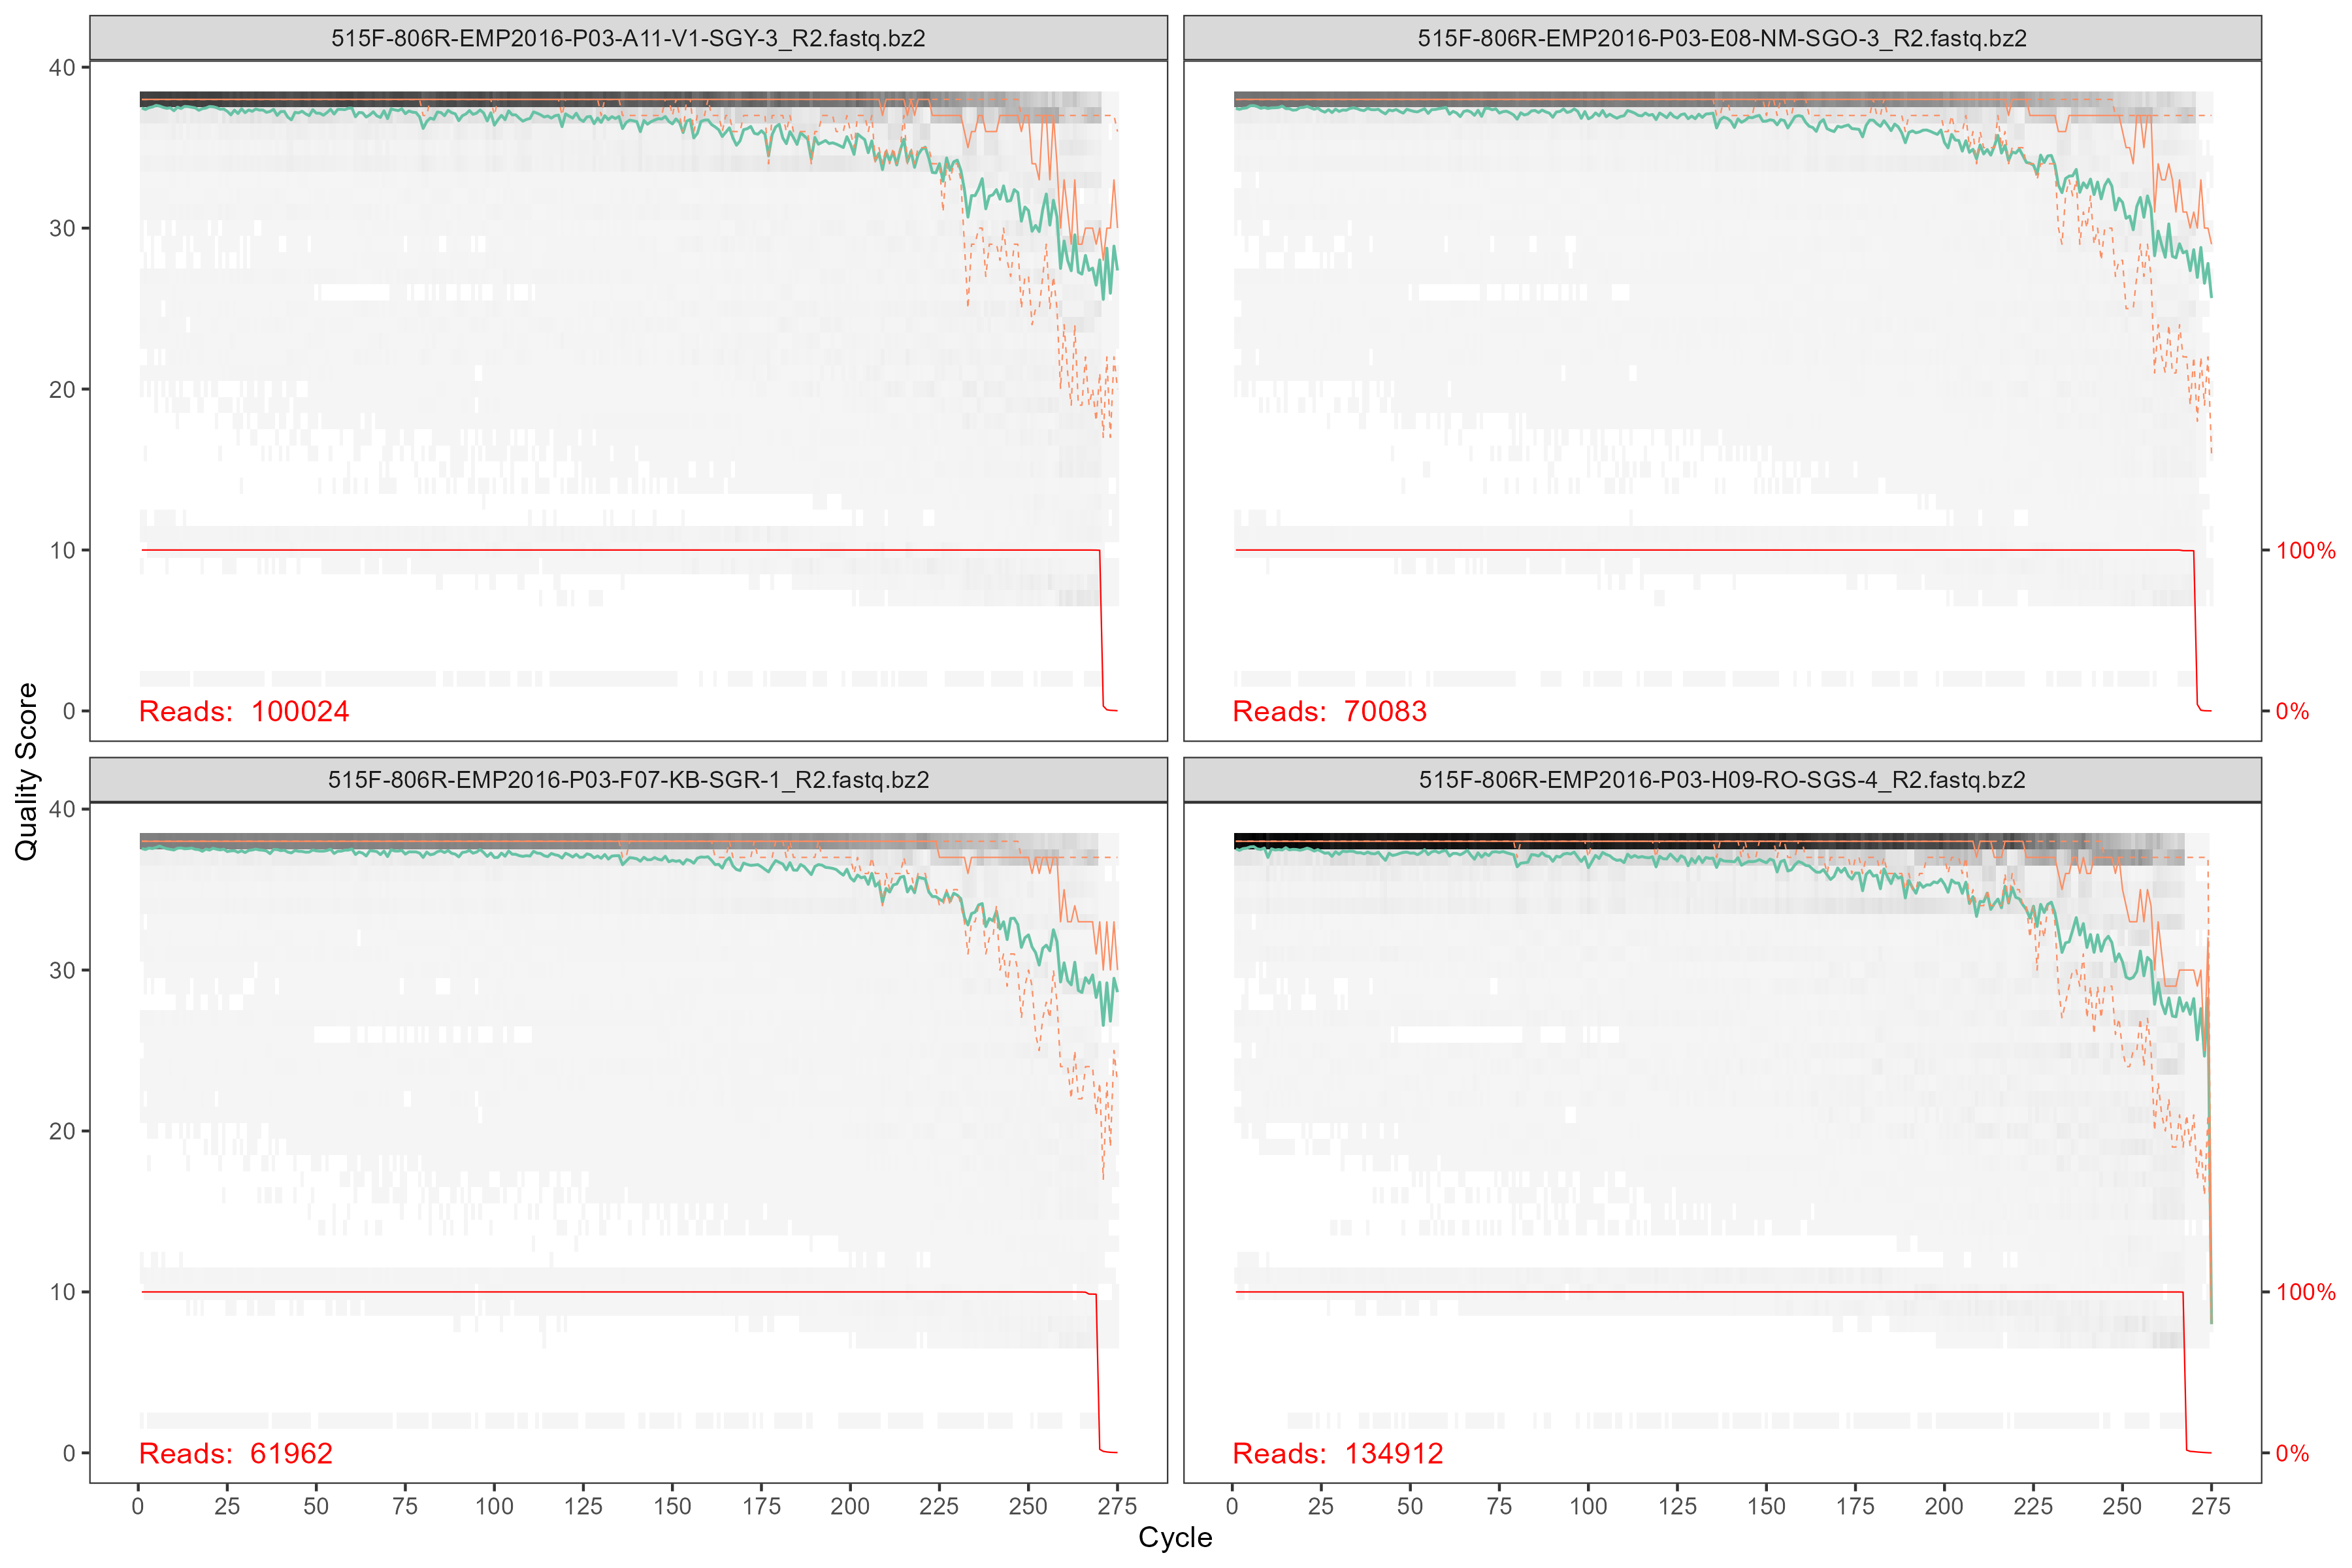 515F-806R-EMP2016-P03-A11-V1-SGY-3_R2.fastq.bz2
515F-806R-EMP2016-P03-E08-NM-SGO-3_R2.fastq.bz2
40
30
20
10
0
100%
0%
Reads: 100024
Reads: 70083
Quality Score
515F-806R-EMP2016-P03-F07-KB-SGR-1_R2.fastq.bz2
515F-806R-EMP2016-P03-H09-RO-SGS-4_R2.fastq.bz2
40
30
20
10
0
100%
0%
Reads: 61962
Reads: 134912
0 25 50 75 100 125 150 175 200 225 250 275
0 25 50 75 100 125 150 175 200 225 250 275
Cycle